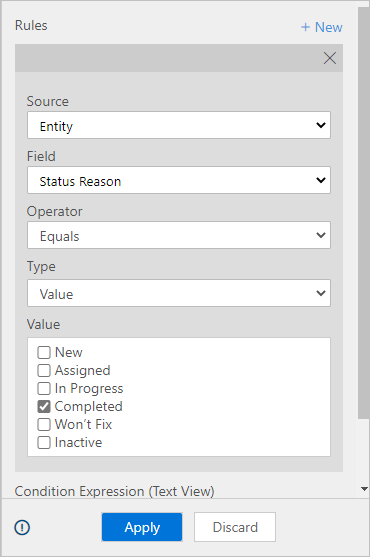 Rules
+ New
Source
Entity
Field
Status Reason
Operator
Equals
Type
Value
Value
New
Assigned
In Progress
Completed
Won't Fix
Inactive
Condition Expression (Text View)
Apply
Discard